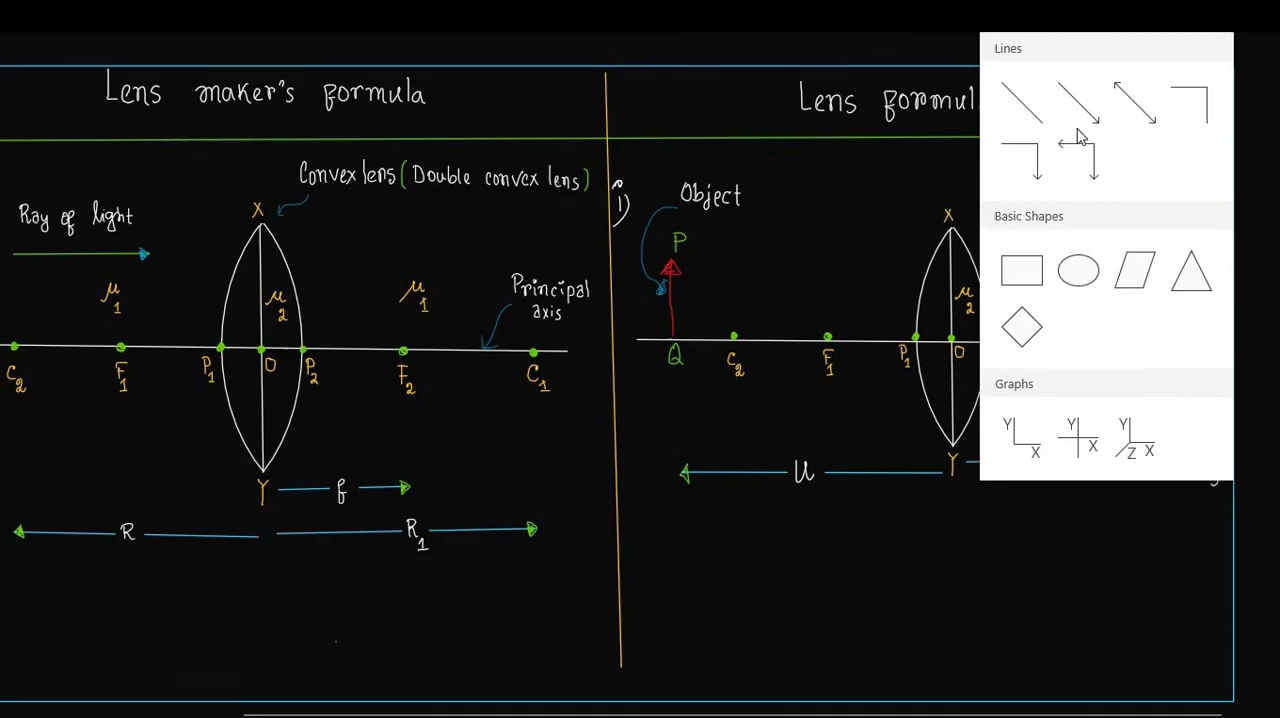 Lens maker's formula
Convex lens (Double convex lens)
Ray of light
X
μ1
μ2
μ1
Principal
axis
C2
F1
P1
O
P2
F2
C1
Y
f
R
R1
Lens formul
i)
Object
P
X
μ2
Q
C2
F1
P1
O
Y
U
Lines
Basic Shapes
Graphs
Y
X
Y
X
Y
Z
X